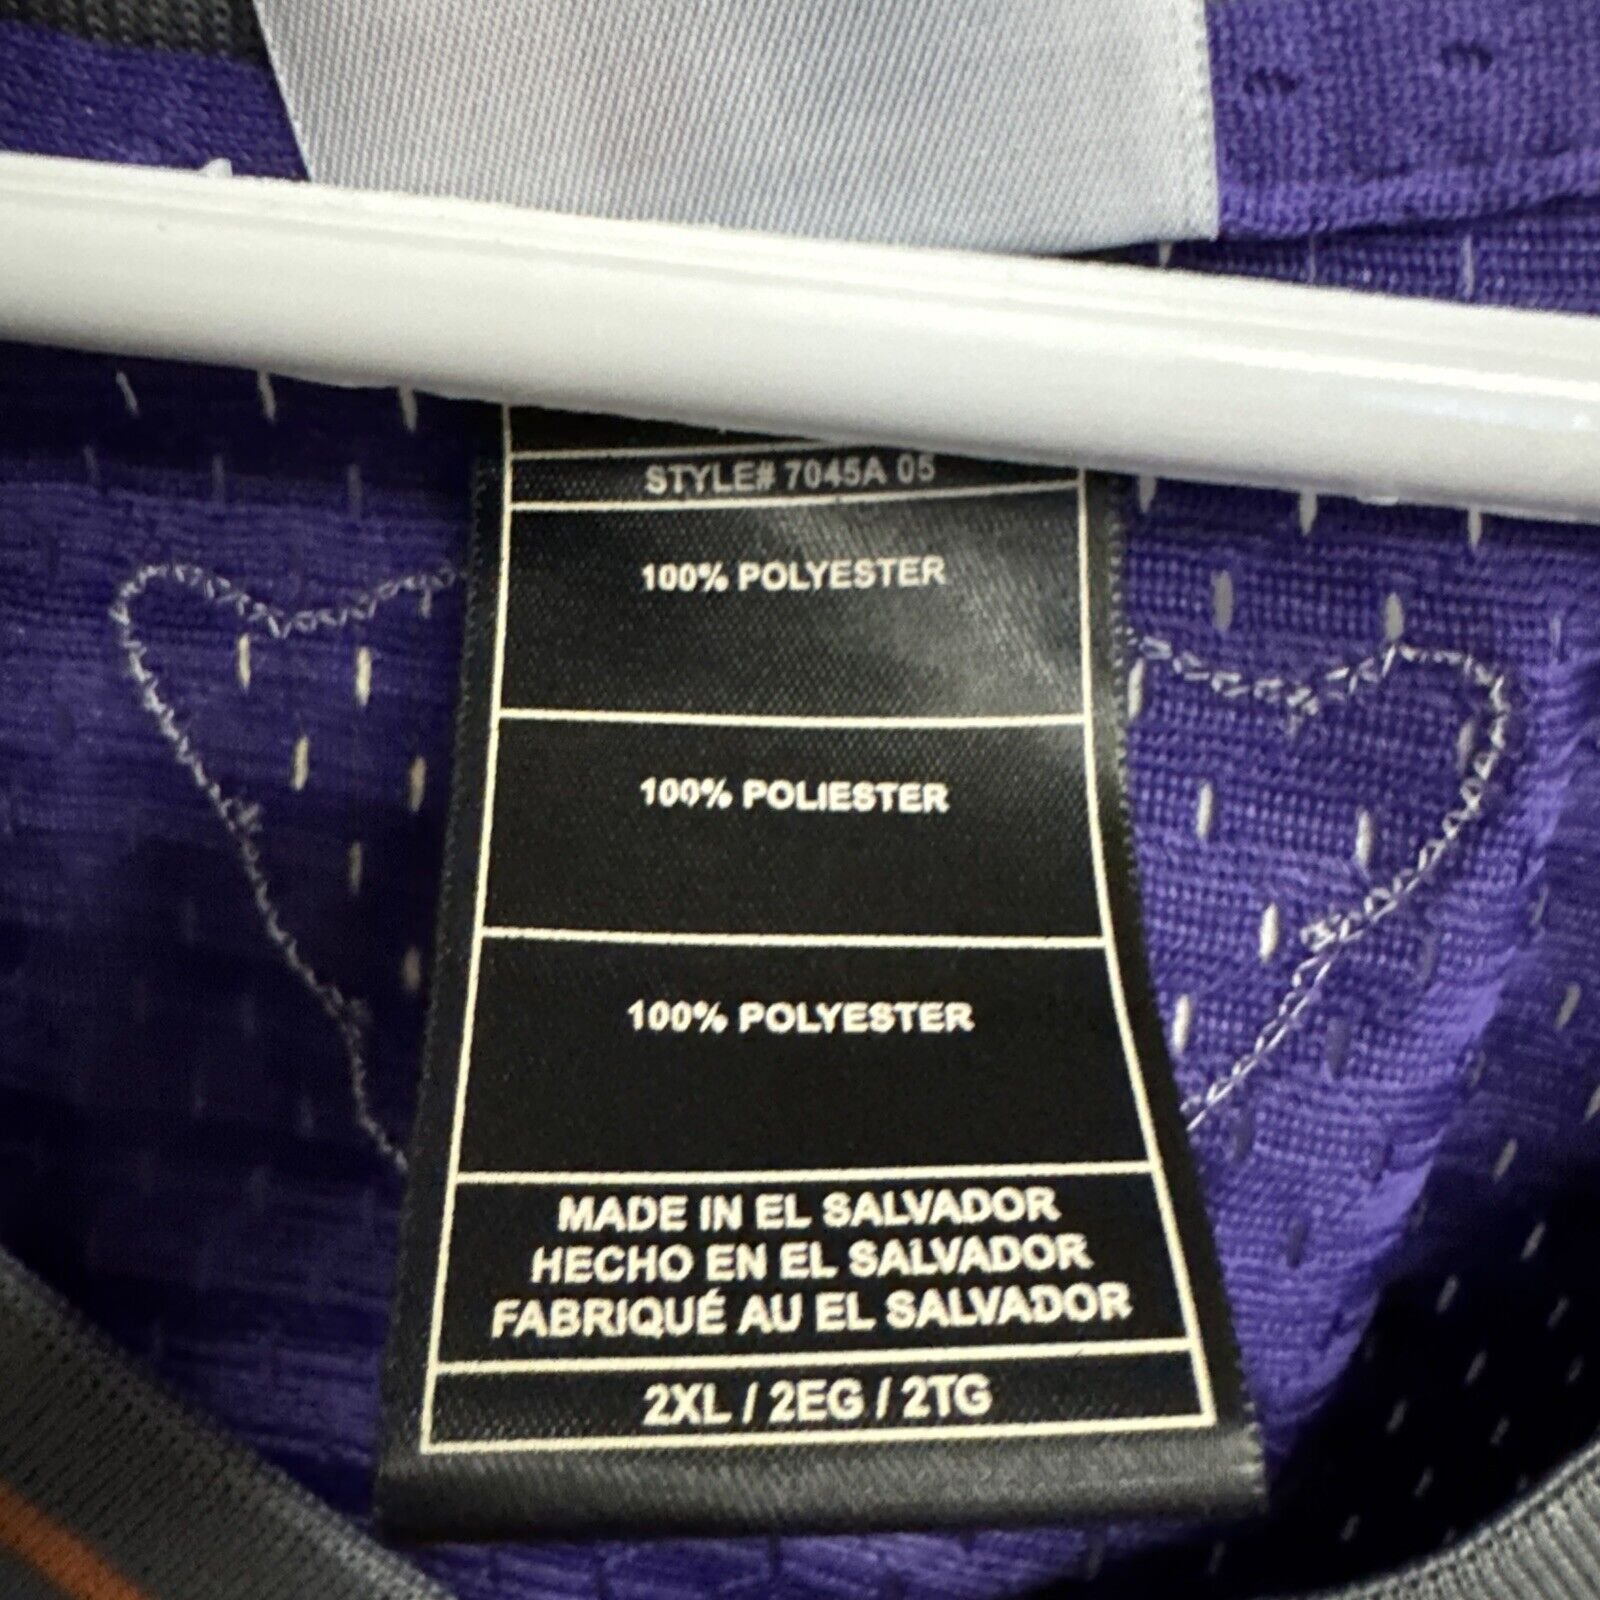 STYLE# 7045A 05
100% POLYESTER
100% POLIESTER
100% POLYESTER
MADE IN EL SALVADOR
HECHO EN EL SALVADOR
FABRIQUÉ AU EL SALVADOR
2XL / 2EG / 2TG